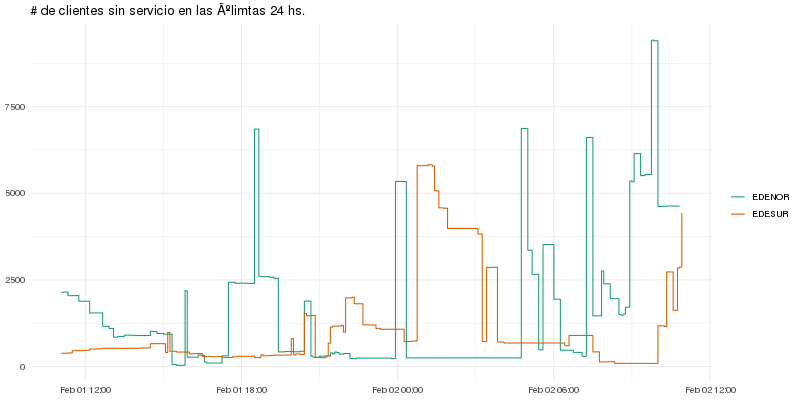 # de clientes sin servicio en las Ãºlimtas 24 hs.
7500
5000
2500
0
Feb 01 12:00
Feb 01 18:00
Feb 02 00:00
Feb 02 06:00
Feb 02 12:00
EDENOR
EDESUR